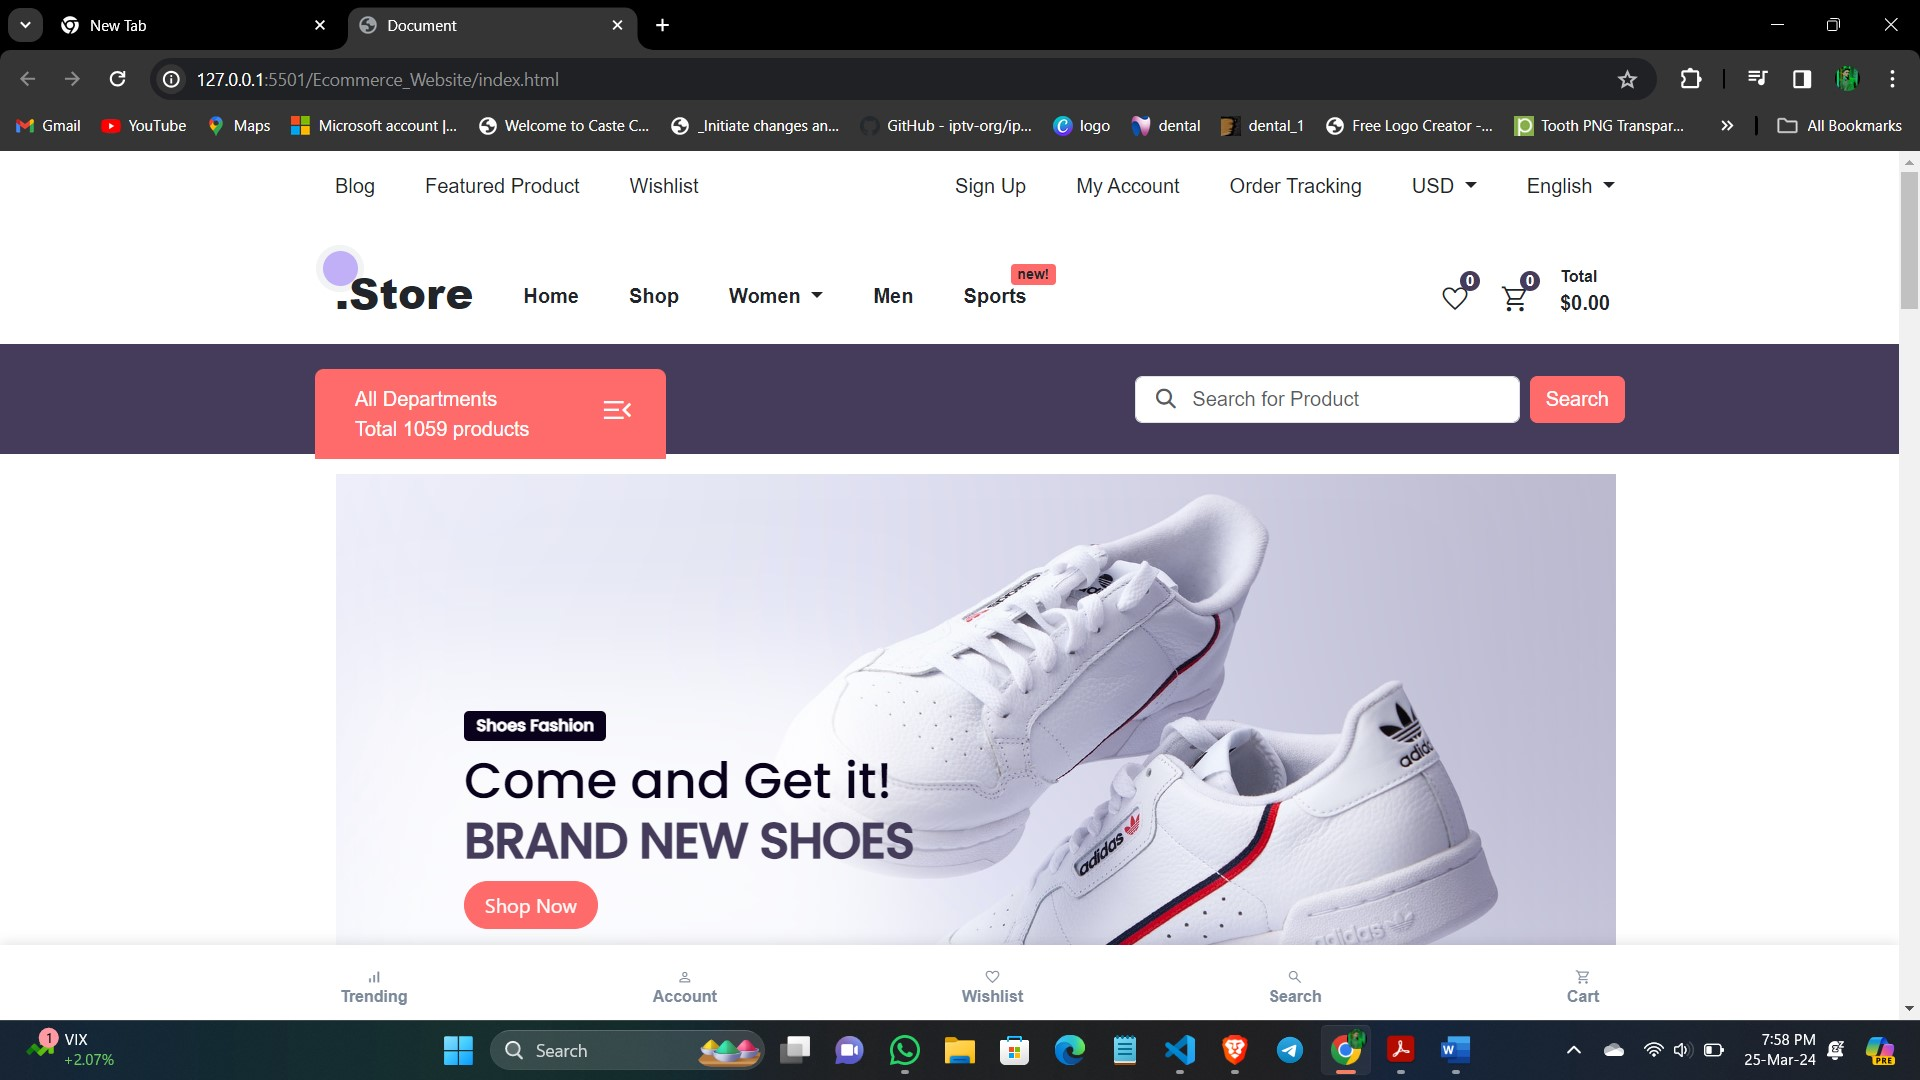 New Tab
Document
127.0.0.1:5501/Ecommerce_Website/index.html
Gmail
YouTube
Maps
Microsoft account |...
Welcome to Caste C...
_Initiate changes an...
GitHub - iptv-org/ip...
logo
dental
dental_1
Free Logo Creator -...
Tooth PNG Transpar...
All Bookmarks
Blog Featured Product Wishlist Sign Up My Account Order Tracking USD English
.Store
Home Shop Women Men Sports
new!
0
0
Total
$0.00
All Departments
Total 1059 products
Search for Product
Search
Shoes Fashion
Come and Get it!
BRAND NEW SHOES
Shop Now
adidas
adidas
adidas
Trending Account Wishlist Search Cart
1
VIX
+2.07%
Search
7:58 PM
25-Mar-24
PRE